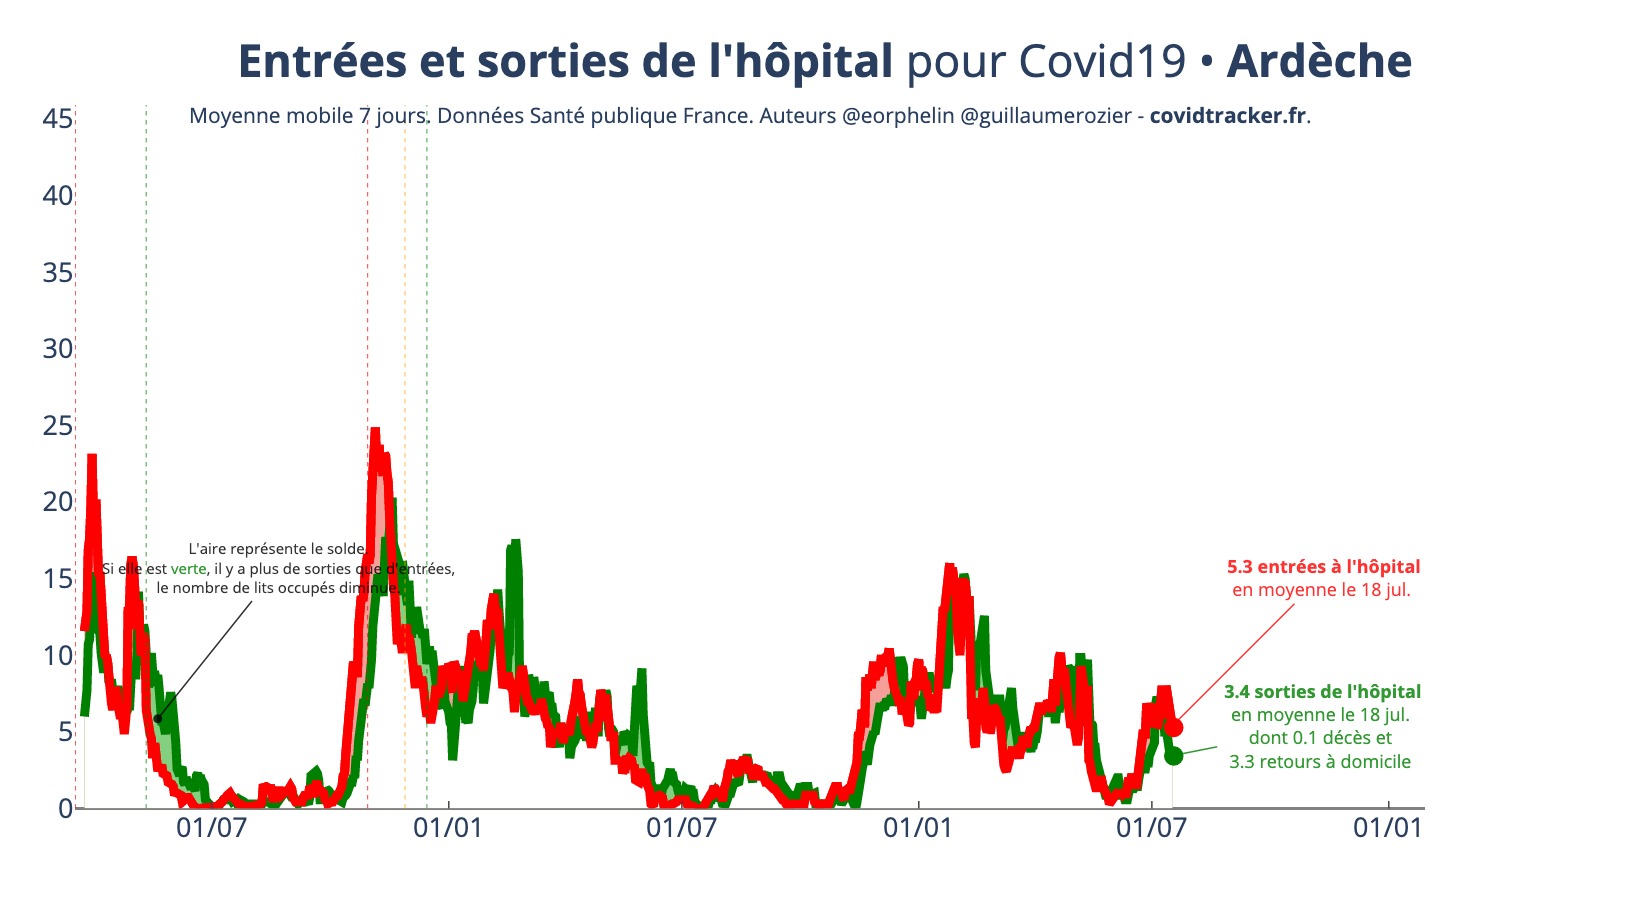 Entrées et sorties de l'hôpital pour Covid19 • Ardèche
Moyenne mobile 7 jours. Données Santé publique France. Auteurs @eorphelin @guillaumerozier - covidtracker.fr.
45
40
35
30
25
20
15
10
5
0
L'aire représente le solde.
Si elle est verte, il y a plus de sorties que d'entrées,
le nombre de lits occupés diminue.
5.3 entrées à l'hôpital
en moyenne le 18 jul.
3.4 sorties de l'hôpital
en moyenne le 18 jul.
dont 0.1 décès et
3.3 retours à domicile
01/07
01/01
01/07
01/01
01/07
01/01